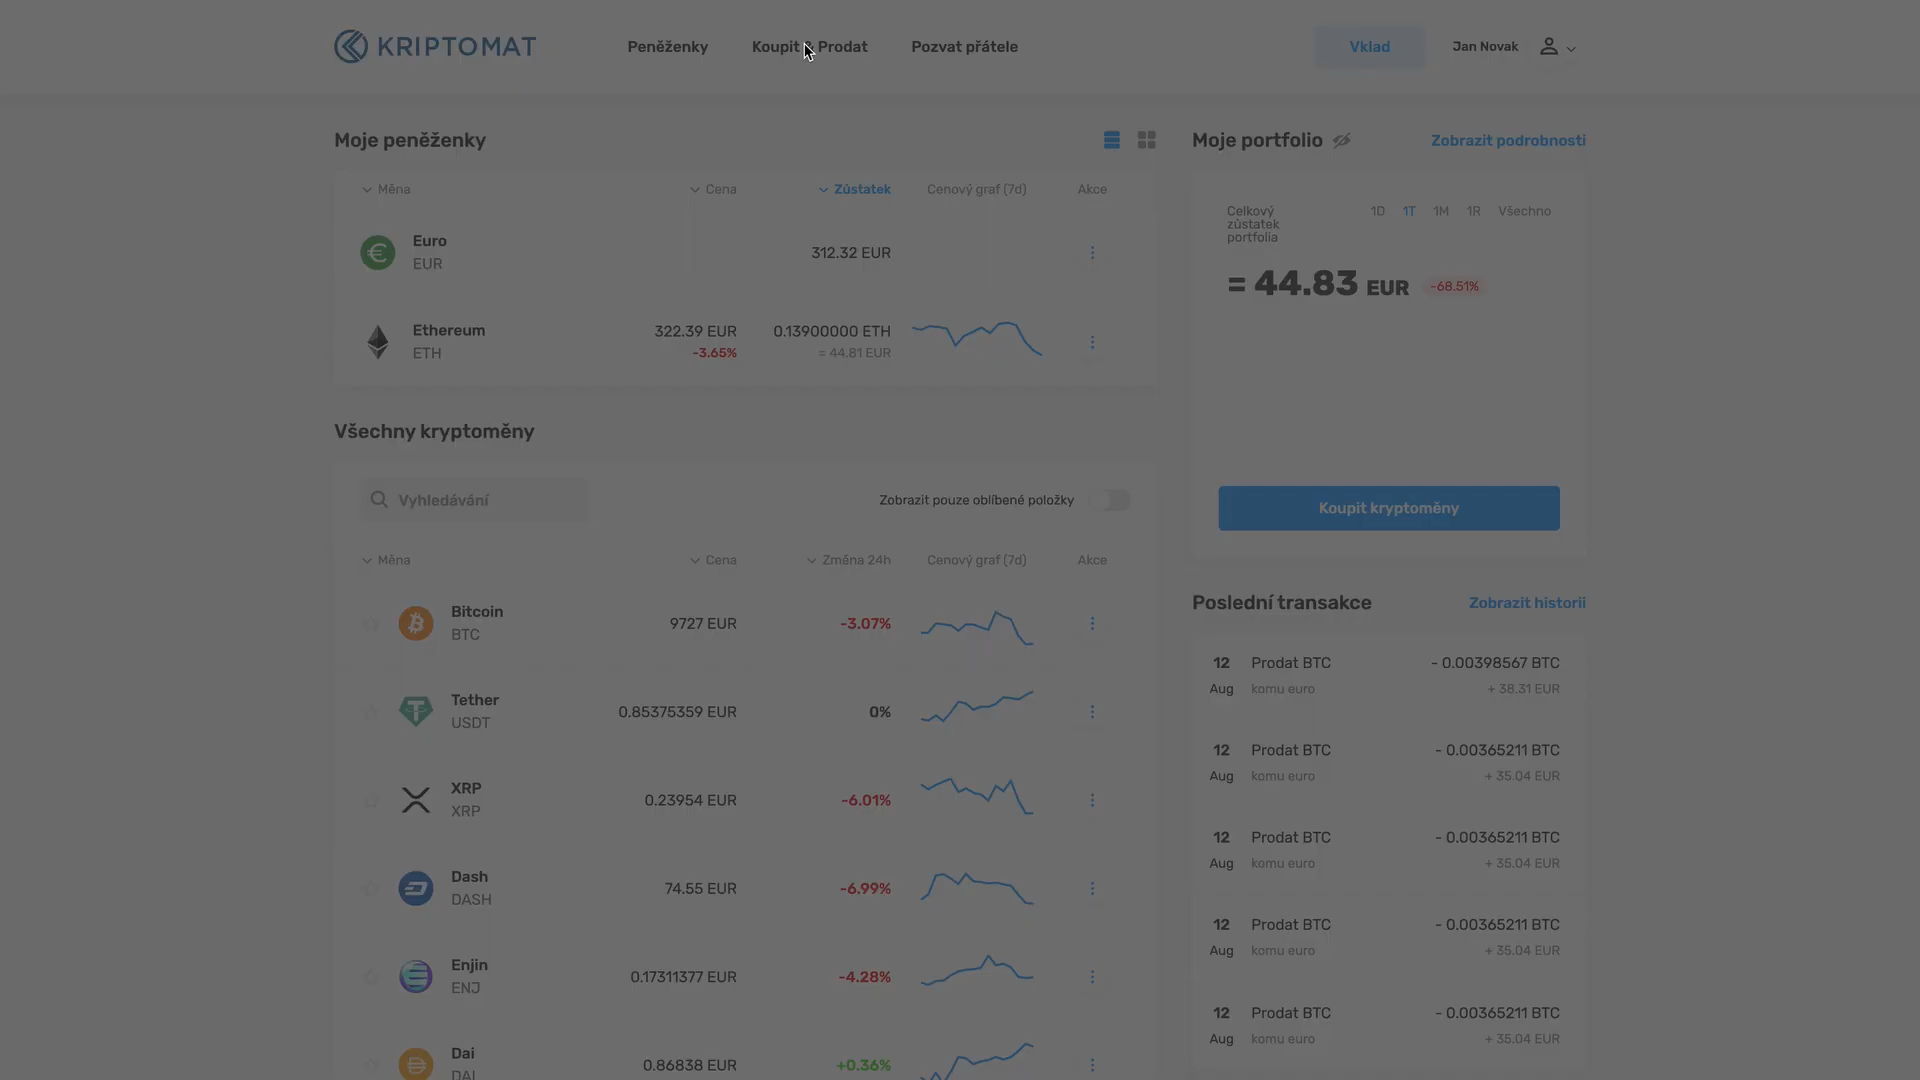 KRIPTOMAT
Peněženky
Koupit Prodat
Pozvat přátele
Vklad
Jan Novak
Moje peněženky
Měna
Cena
Zůstatek
Cenový graf (7d)
Akce
Euro
EUR
312.32 EUR
Ethereum
ETH
322.39 EUR
-3.65%
0.13900000 ETH
= 44.81 EUR
Všechny kryptoměny
Vyhledávání
Zobrazit pouze oblíbené položky
Měna
Cena
Změna 24h
Cenový graf (7d)
Akce
Bitcoin
BTC
9727 EUR
-3.07%
Tether
USDT
0.85375359 EUR
0%
XRP
XRP
0.23954 EUR
-6.01%
Dash
DASH
74.55 EUR
-6.99%
Enjin
ENJ
0.17311377 EUR
-4.28%
Dai
DAI
0.86838 EUR
+0.36%
Moje portfolio
Zobrazit podrobnosti
Celkový
zůstatek
portfolia
1D
1T
1M
1R
Všechno
= 44.83 EUR
-68.51%
Koupit kryptoměny
Poslední transakce
Zobrazit historii
12 Prodat BTC - 0.00398567 BTC
Aug komu euro + 38.31 EUR
12 Prodat BTC - 0.00365211 BTC
Aug komu euro + 35.04 EUR
12 Prodat BTC - 0.00365211 BTC
Aug komu euro + 35.04 EUR
12 Prodat BTC - 0.00365211 BTC
Aug komu euro + 35.04 EUR
12 Prodat BTC - 0.00365211 BTC
Aug komu euro + 35.04 EUR